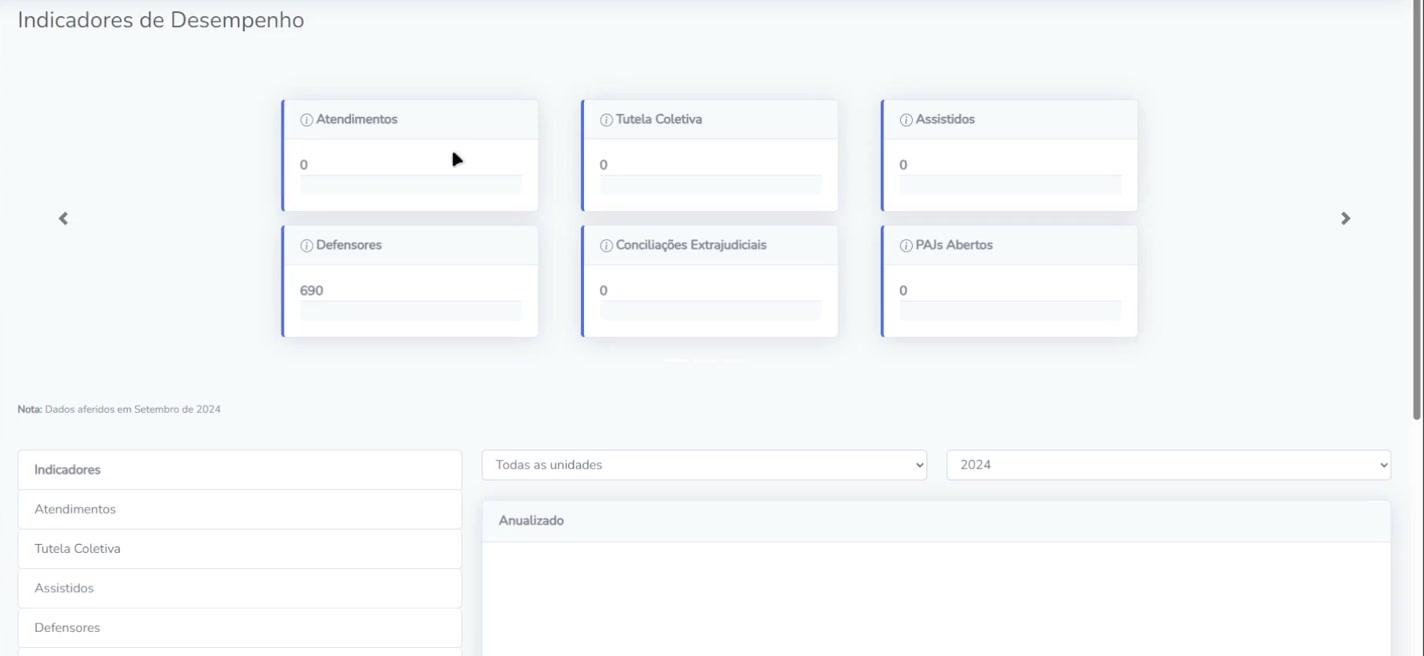 Indicadores de Desempenho
Atendimentos
0
Tutela Coletiva
0
Assistidos
0
Defensores
690
Conciliações Extrajudiciais
0
PAJs Abertos
0
Nota: Dados aferidos em Setembro de 2024
Indicadores
Atendimentos
Tutela Coletiva
Assistidos
Defensores
Todas as unidades
2024
Anualizado